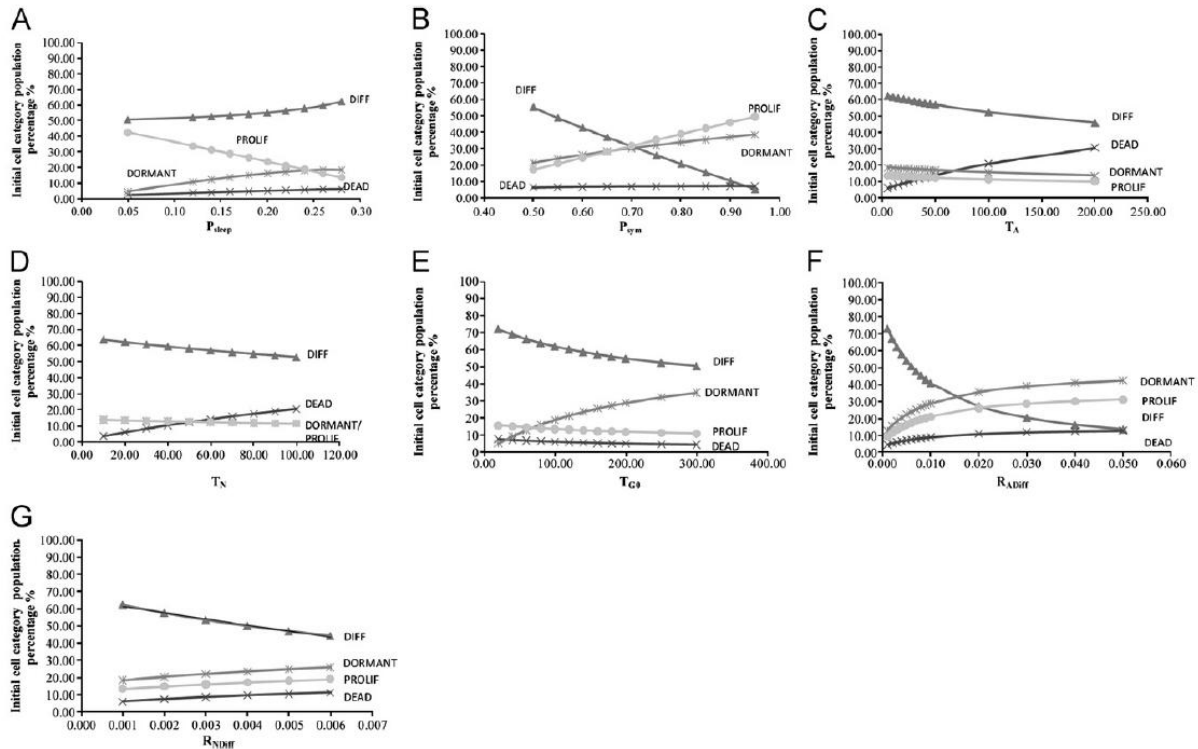 A
Initial cell category population
percentage %
100.00
90.00
80.00
70.00
60.00
50.00
40.00
30.00
20.00
10.00
0.00
DIFF
PROLIF
DORMANT
DEAD
0.00 0.05 0.10 0.15 0.20 0.25 0.30
Psleep
B
Initial cell category population
percentage %
100.00
90.00
80.00
70.00
60.00
50.00
40.00
30.00
20.00
10.00
0.00
DIFF
PROLIF
DORMANT
DEAD
0.40 0.50 0.60 0.70 0.80 0.90 1.00
Psym
C
Initial cell category population
percentage %
100.00
90.00
80.00
70.00
60.00
50.00
40.00
30.00
20.00
10.00
0.00
DIFF
DEAD
DORMANT
PROLIF
0.00 50.00 100.00 150.00 200.00 250.00
TA
D
Initial cell category population
percentage %
100.00
90.00
80.00
70.00
60.00
50.00
40.00
30.00
20.00
10.00
0.00
DIFF
DEAD
DORMANT/
PROLIF
0.00 20.00 40.00 60.00 80.00 100.00 120.00
TN
E
Initial cell category population
percentage %
100
90
80
70
60
50
40
30
20
10
0
DIFF
DORMANT
PROLIF
DEAD
0.00 100.00 200.00 300.00 400.00
TG0
F
Initial cell category population
percentage %
100.00
90.00
80.00
70.00
60.00
50.00
40.00
30.00
20.00
10.00
0.00
DORMANT
PROLIF
DIFF
DEAD
0.000 0.010 0.020 0.030 0.040 0.050 0.060
RADiff
G
Initial cell category population.
percentage %
100.00
90.00
80.00
70.00
60.00
50.00
40.00
30.00
20.00
10.00
0.00
DIFF
DORMANT
PROLIF
DEAD
0.000 0.001 0.002 0.003 0.004 0.005 0.006 0.007
RNDiff